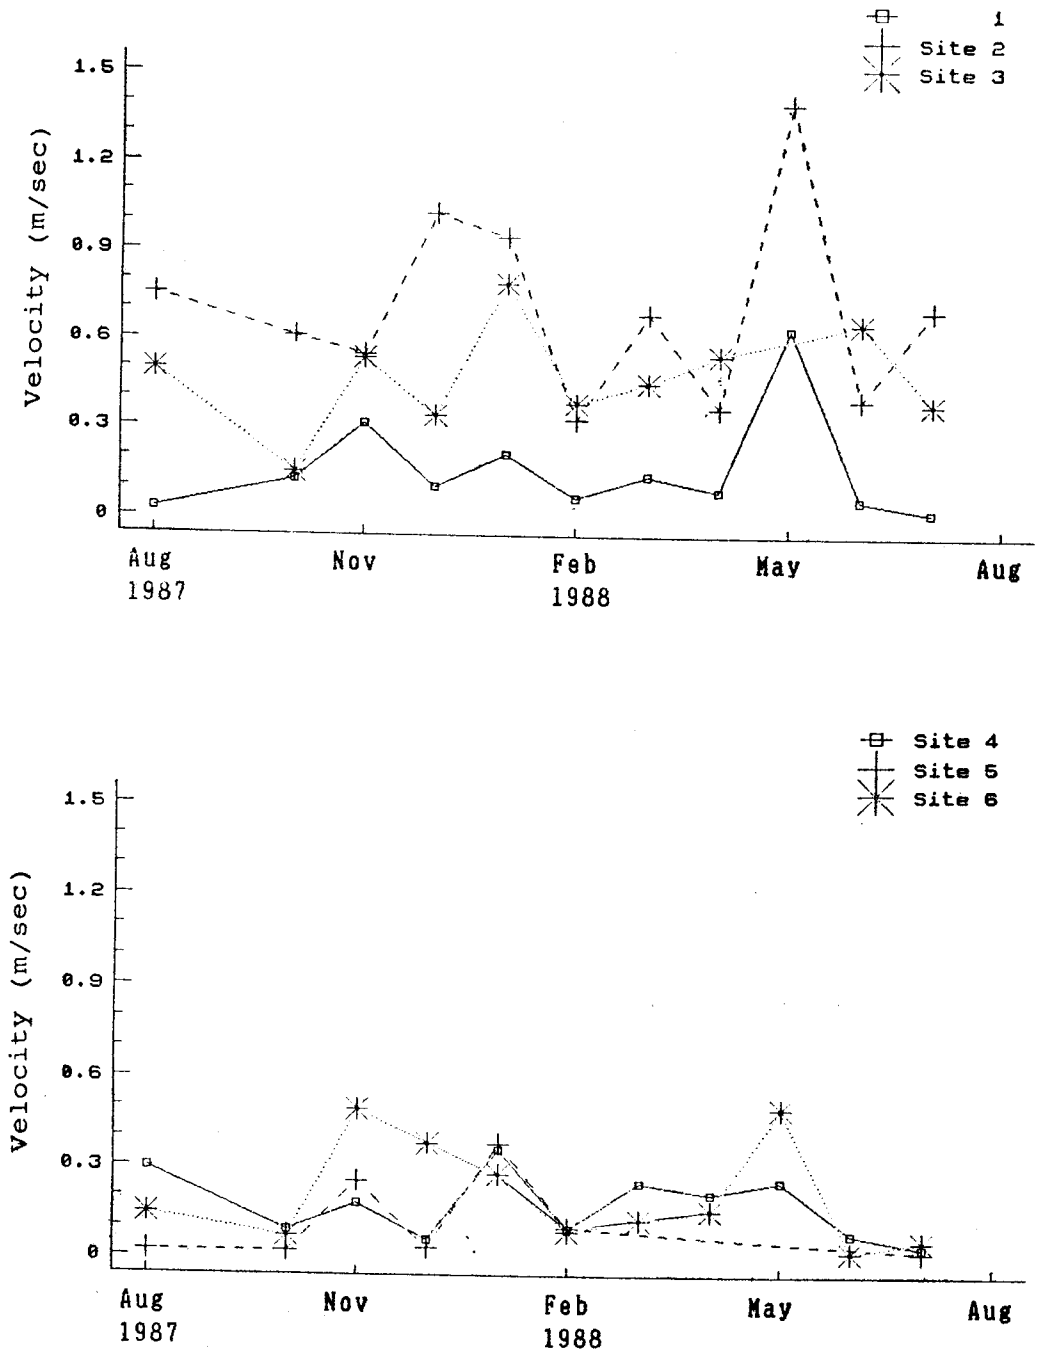 1
Site 2
Site 3
1.5
1.2
0.9
0.6
0.3
0
Velocity (m/sec)
Aug Nov Feb May Aug
1987 1988
Site 4
Site 5
Site 6
1.5
1.2
0.9
0.6
0.3
0
Velocity (m/sec)
Aug Nov Feb May Aug
1987 1988